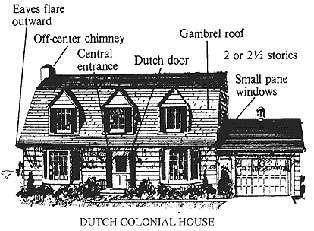 Eaves flare
outward
Off-center chimney
Central
entrance
Dutch door
Gambrel roof
2 or 2½ stories
Small pane
windows
DUTCH COLONIAL HOUSE